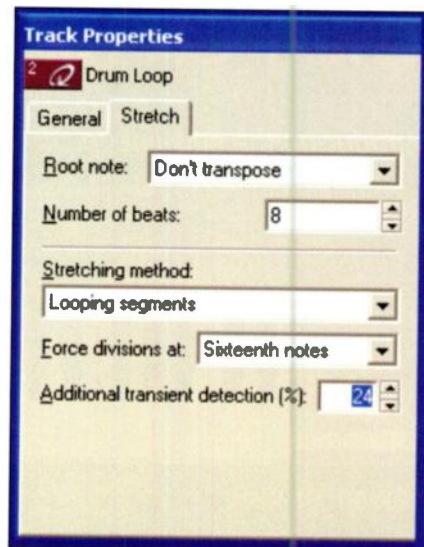 Track Properties
2 Drum Loop
General Stretch
Root note: Don't transpose
Number of beats: 8
Stretching method:
Looping segments
Force divisions at: Sixteenth notes
Additional transient detection (%): 24